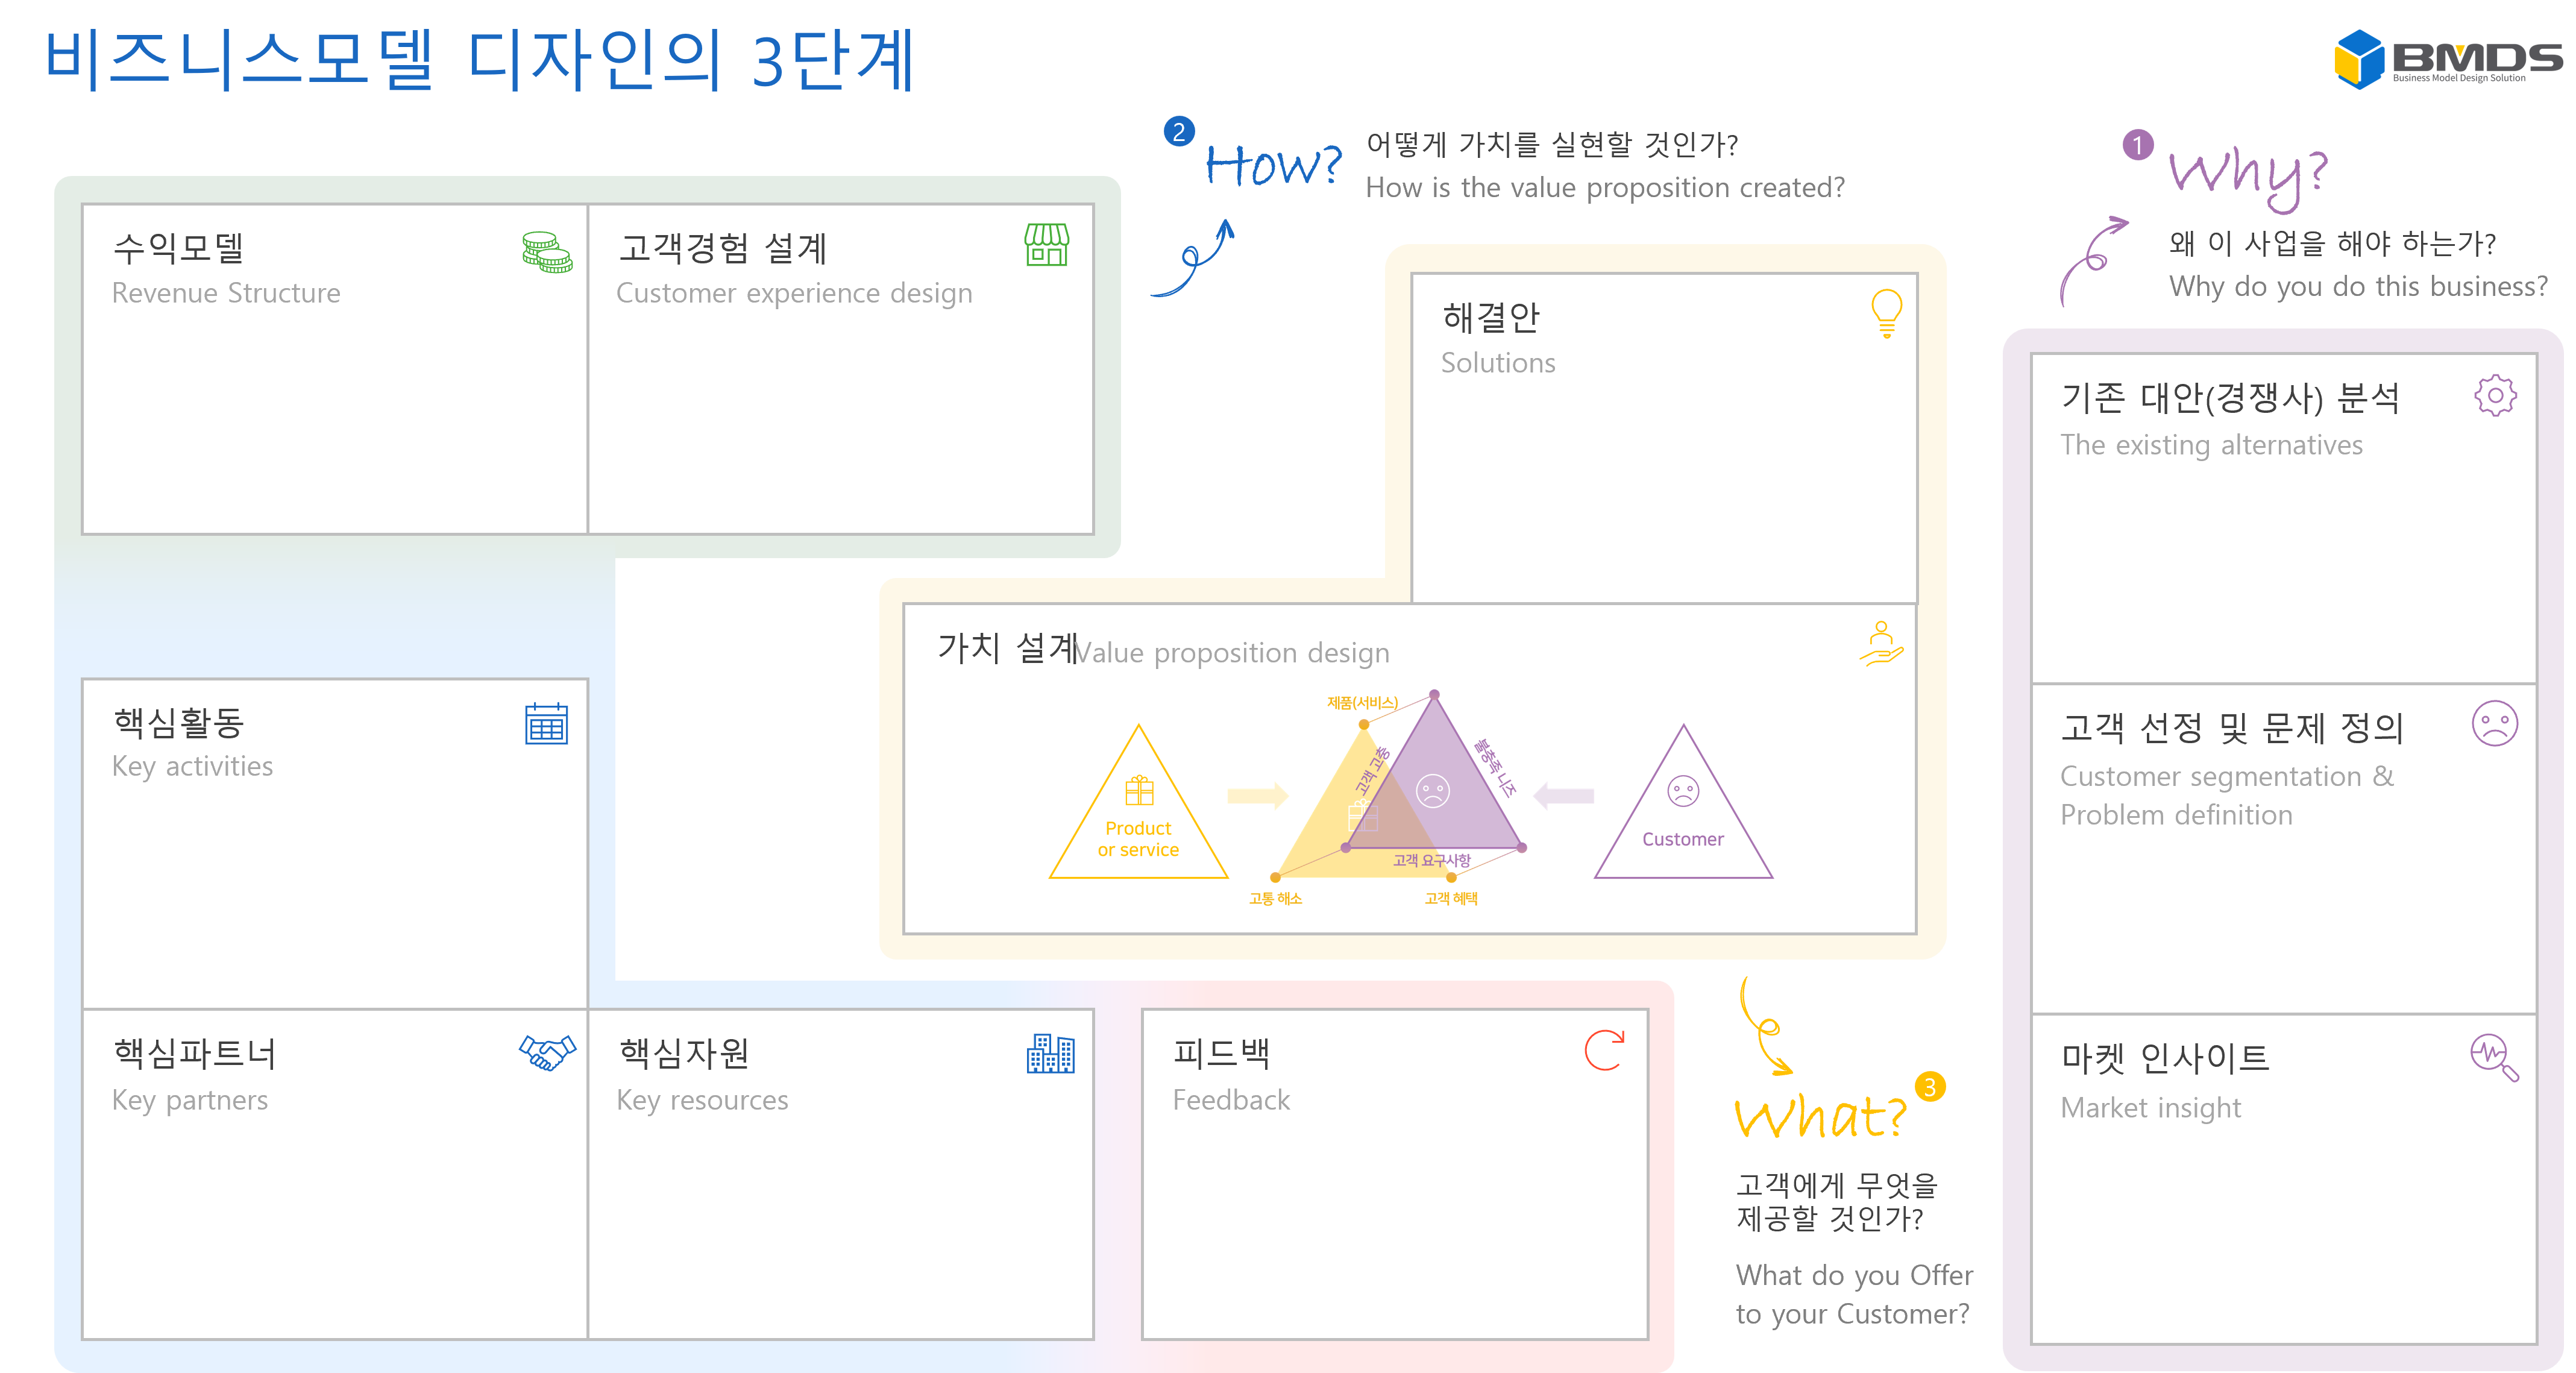 비즈니스모델 디자인의 3단계
BMDS
Business Model Design Solution
2
How?
어떻게 가치를 실현할 것인가?
How is the value proposition created?
1
Why?
왜 이 사업을 해야 하는가?
Why do you do this business?
수익모델
Revenue Structure
고객경험 설계
Customer experience design
해결안
Solutions
기존 대안(경쟁사) 분석
The existing alternatives
가치 설계
Value proposition design
제품(서비스)
고객 고충
불충족 니즈
Product
or service
고객 요구사항
고통 해소
고객 혜택
Customer
고객 선정 및 문제 정의
Customer segmentation &
Problem definition
핵심활동
Key activities
핵심파트너
Key partners
핵심자원
Key resources
피드백
Feedback
What?
3
고객에게 무엇을
제공할 것인가?
What do you Offer
to your Customer?
마켓 인사이트
Market insight